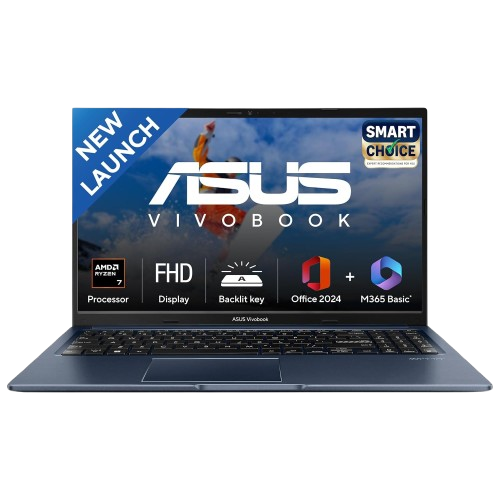 NEW
LAUNCH
SMART
CHOICE
ASUS
VIVOBOOK
AMD
RYZEN
7
FHD
A
Processor
Display
Backlit key
Office 2024
+
M365 Basic*
ASUS Vivobook